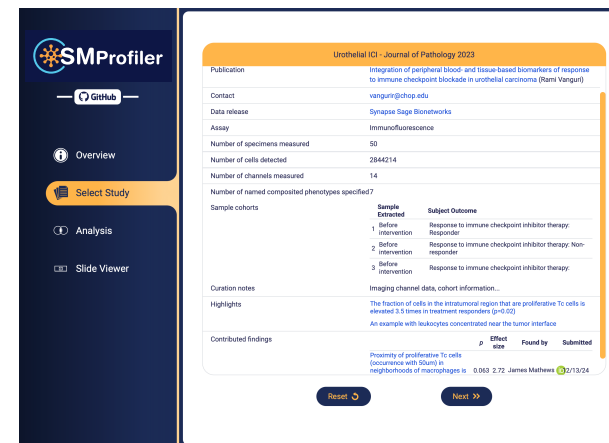 SMProfiler
GitHub
Overview
Select Study
Analysis
Slide Viewer
Urothelial ICI - Journal of Pathology 2023
Publication
Integration of peripheral blood- and tissue-based biomarkers of response
to immune checkpoint blockade in urothelial carcinoma (Rami Vanguri)
Contact
vangurir@chop.edu
Data release
Synapse Sage Bionetworks
Assay
Immunofluorescence
Number of specimens measured
50
Number of cells detected
2844214
Number of channels measured
14
Number of named composited phenotypes specified 7
Sample cohorts
Sample Extracted
Subject Outcome
1 Before intervention
Response to immune checkpoint inhibitor therapy:
Responder
2 Before intervention
Response to immune checkpoint inhibitor therapy: Non-
responder
3 Before intervention
Response to immune checkpoint inhibitor therapy:
Curation notes
Imaging channel data, cohort information...
Highlights
The fraction of cells in the intratumoral region that are proliferative Tc cells is
elevated 3.5 times in treatment responders (p=0.02)
An example with leukocytes concentrated near the tumor interface
Contributed findings
p Effect size Found by Submitted
Proximity of proliferative Tc cells
(occurrence with 50um) in
neighborhoods of macrophages is 0.063 2.72 James Mathews 12/13/24
Reset
Next